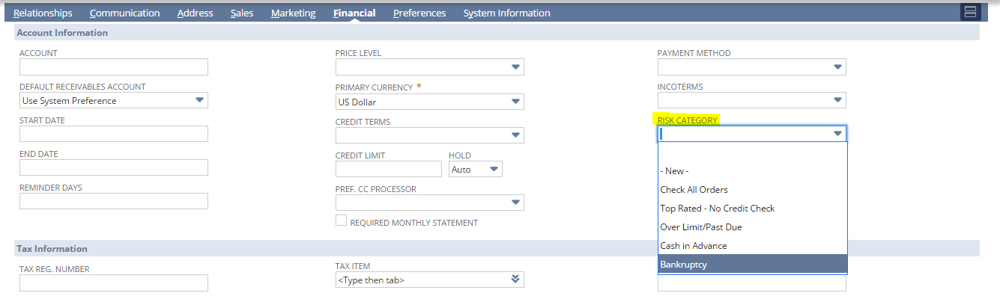 Relationships Communication Address Sales Marketing Financial Preferences System Information
Account Information
ACCOUNT
DEFAULT RECEIVABLES ACCOUNT
Use System Preference
START DATE
END DATE
REMINDER DAYS
PRICE LEVEL
PRIMARY CURRENCY *
US Dollar
CREDIT TERMS
CREDIT LIMIT HOLD
Auto
PREF. CC PROCESSOR
REQUIRED MONTHLY STATEMENT
PAYMENT METHOD
INCOTERMS
RISK CATEGORY
- New -
Check All Orders
Top Rated - No Credit Check
Over Limit/Past Due
Cash in Advance
Bankruptcy
Tax Information
TAX REG. NUMBER
TAX ITEM
<Type then tab>